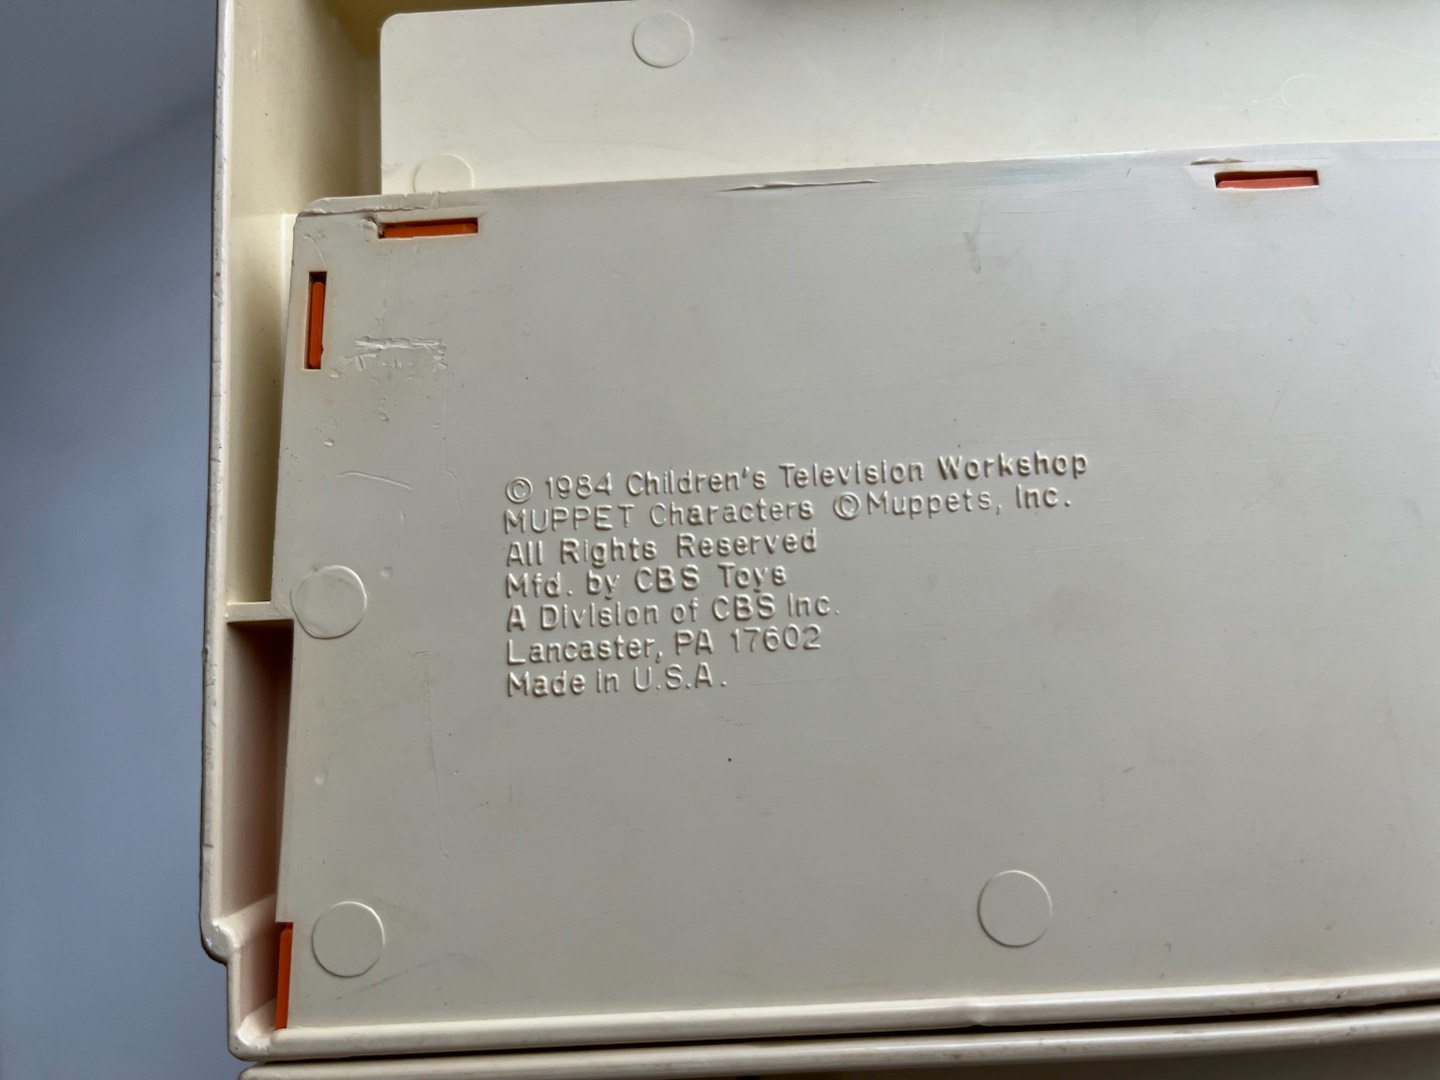 © 1984 Children's Television Workshop
MUPPET Characters ©Muppets, Inc.
All Rights Reserved
Mfd. by CBS Toys
A Division of CBS Inc.
Lancaster, PA 17602
Made in U.S.A.